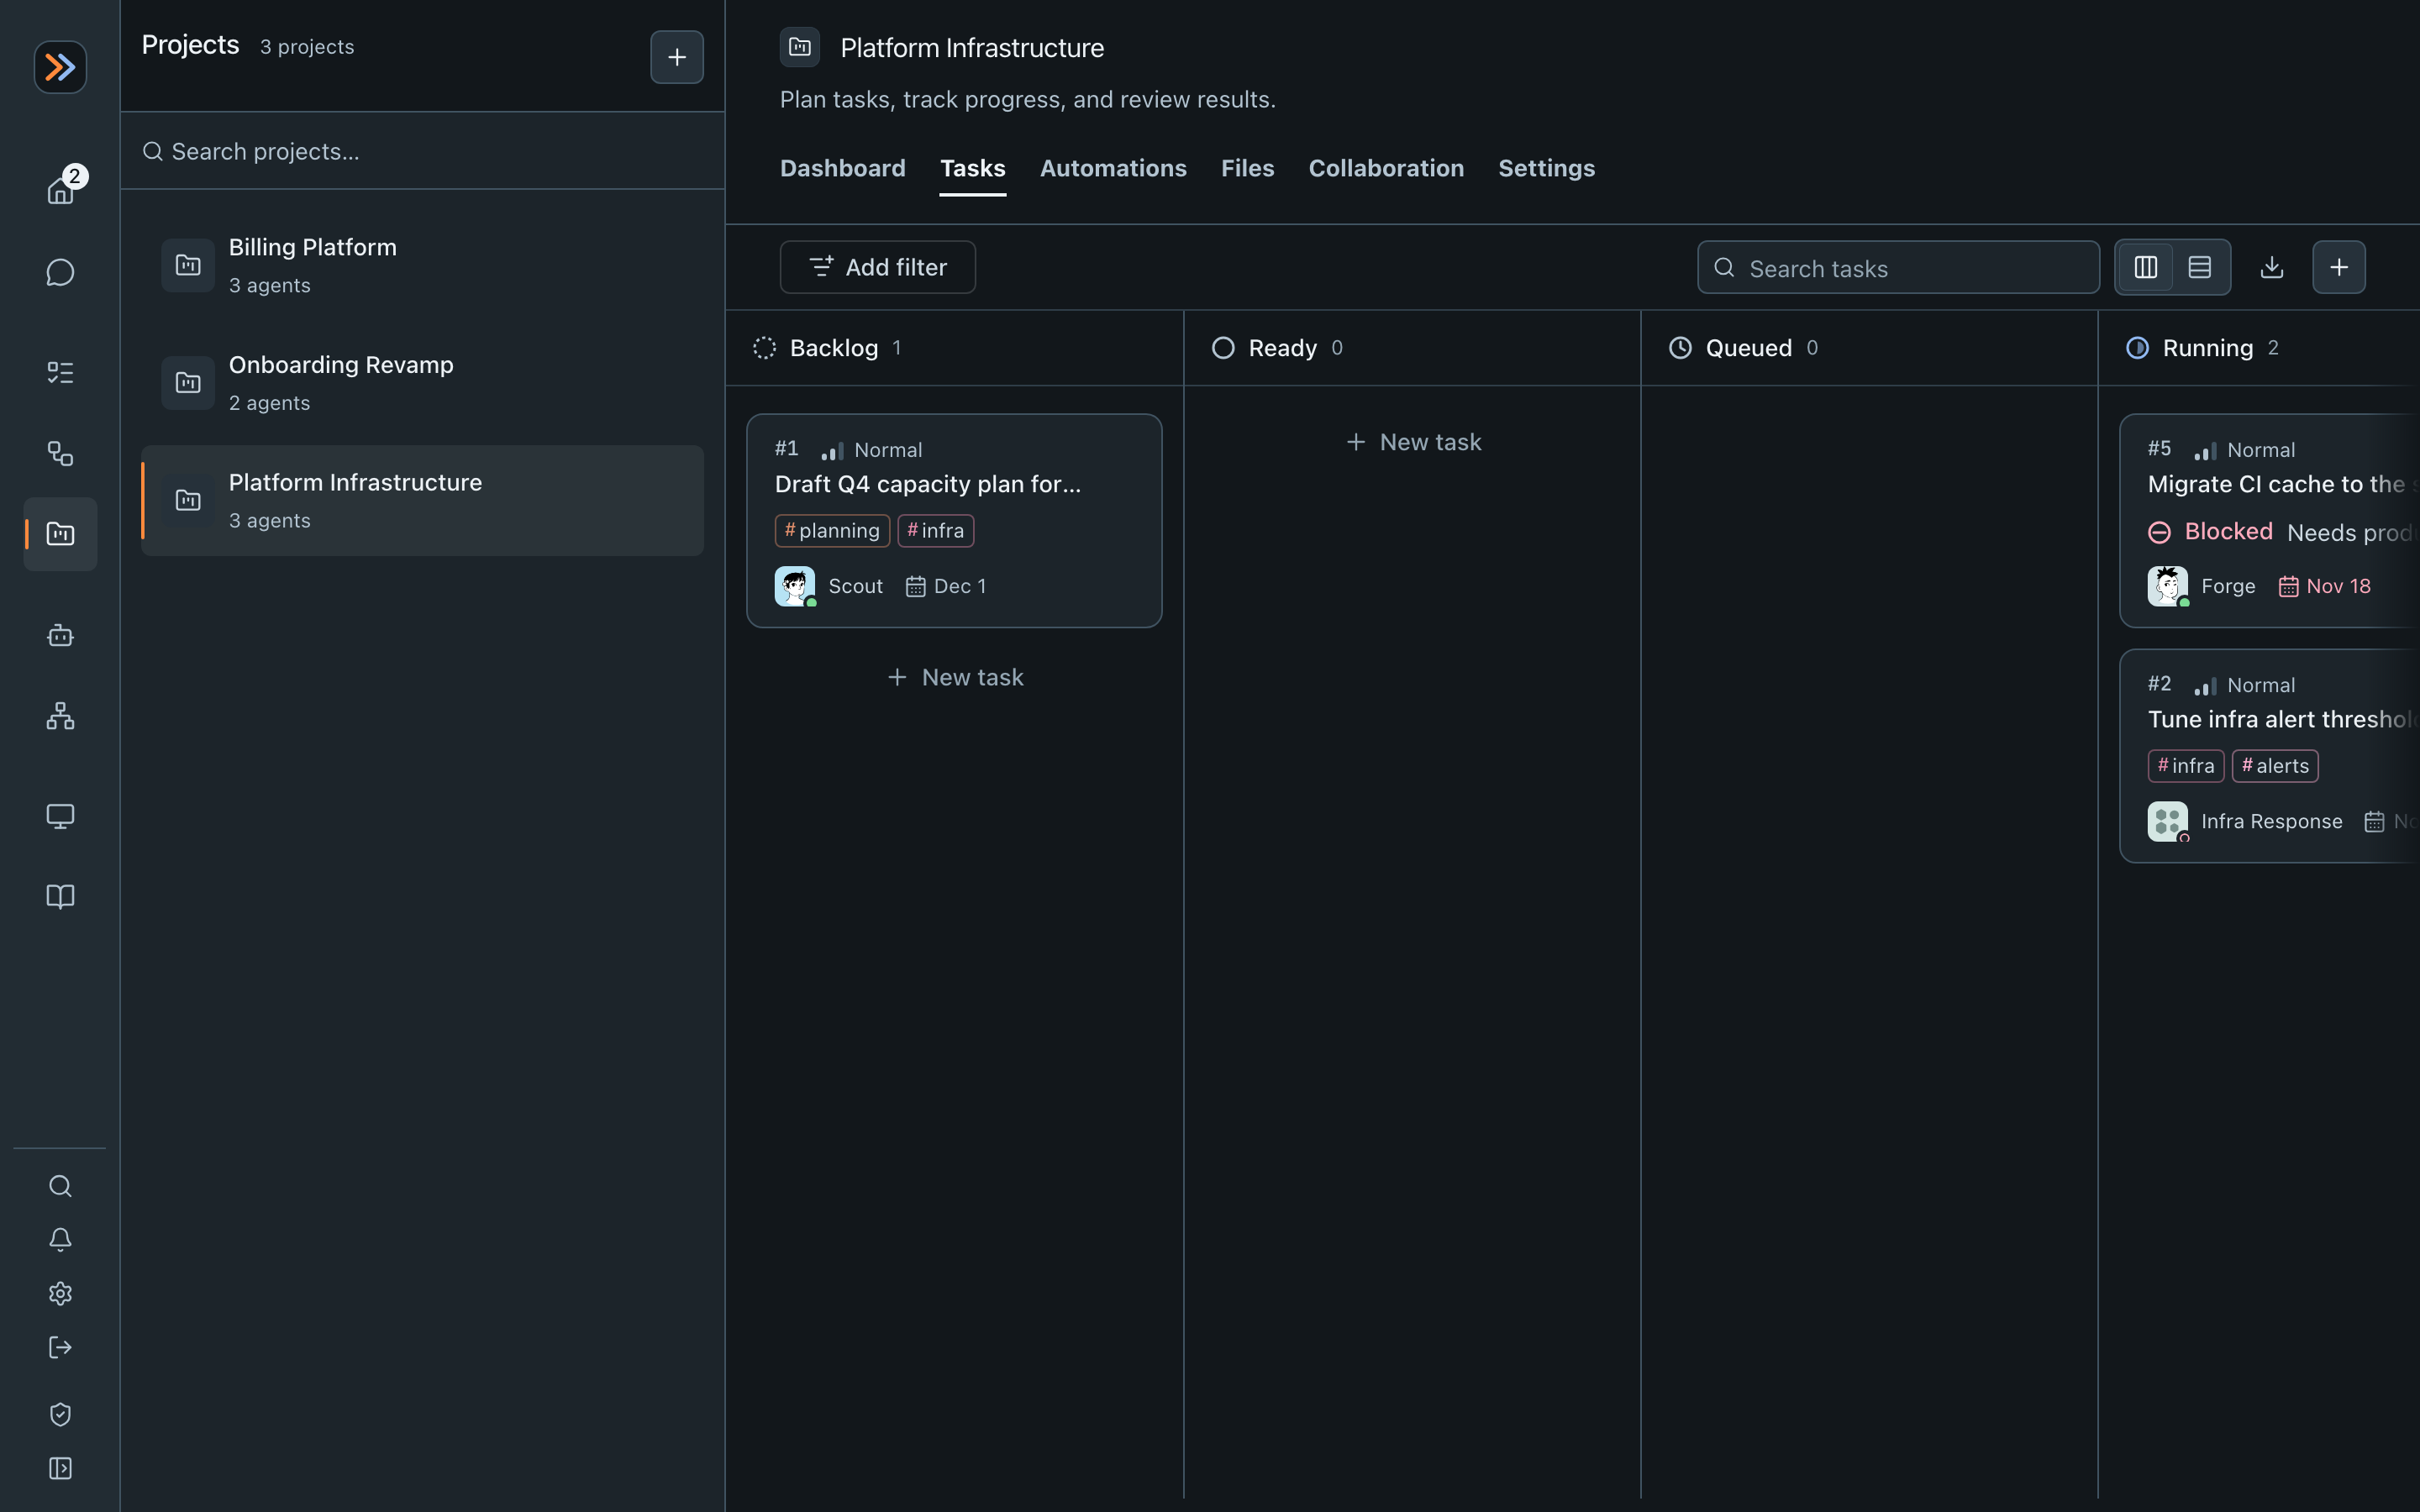 Projects 3 projects
2
Search projects...
Billing Platform
3 agents
Onboarding Revamp
2 agents
Platform Infrastructure
3 agents
Platform Infrastructure
Plan tasks, track progress, and review results.
Dashboard Tasks Automations Files Collaboration Settings
Add filter
Search tasks
Backlog 1
#1 Normal
Draft Q4 capacity plan for...
#planning #infra
Scout Dec 1
New task
Ready 0
New task
Queued 0
Running 2
#5 Normal
Migrate CI cache to the
Blocked Needs
Forge Nov 18
#2 Normal
Tune infra alert
#infra #alerts
Infra Response